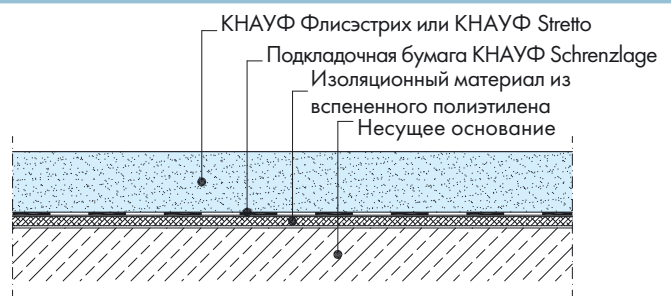 КНАУФ Флисэстрих или КНАУФ Stretto
Подкладочная бумага КНАУФ Schrenzlage
Изоляционный материал из
вспененного полиэтилена
Несущее основание